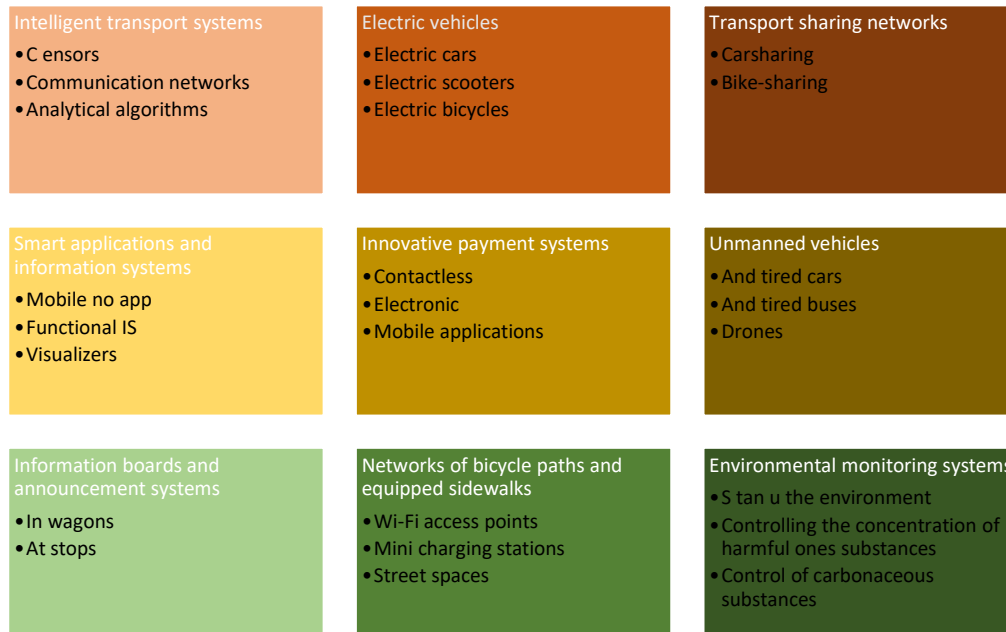 Intelligent transport systems
•C ensors
•Communication networks
•Analytical algorithms
Electric vehicles
•Electric cars
•Electric scooters
•Electric bicycles
Transport sharing networks
•Carsharing
•Bike-sharing
Smart applications and
information systems
•Mobile no app
•Functional IS
•Visualizers
Innovative payment systems
•Contactless
•Electronic
•Mobile applications
Unmanned vehicles
•And tired cars
•And tired buses
•Drones
Information boards and
announcement systems
•In wagons
•At stops
Networks of bicycle paths and
equipped sidewalks
•Wi-Fi access points
•Mini charging stations
•Street spaces
Environmental monitoring systems
•S tan u the environment
•Controlling the concentration of
harmful ones substances
•Control of carbonaceous
substances